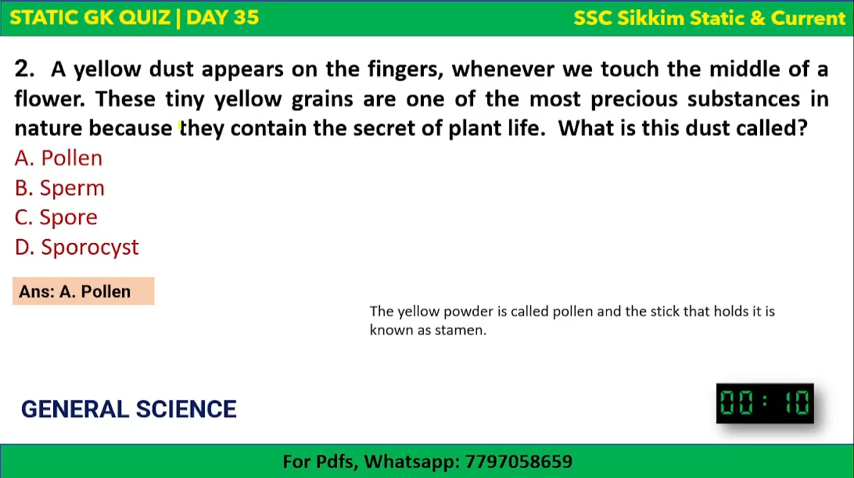 STATIC GK QUIZ | DAY 35
SSC Sikkim Static & Current
2. A yellow dust appears on the fingers, whenever we touch the middle of a
flower. These tiny yellow grains are one of the most precious substances in
nature because they contain the secret of plant life. What is this dust called?
A. Pollen
B. Sperm
C. Spore
D. Sporocyst
Ans: A. Pollen
The yellow powder is called pollen and the stick that holds it is
known as stamen.
GENERAL SCIENCE
00:10
For Pdfs, Whatsapp: 7797058659